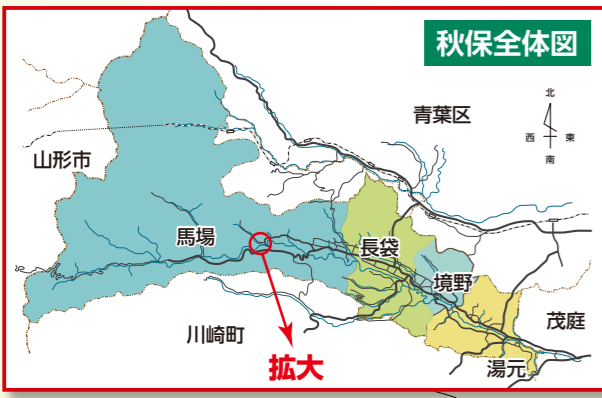 秋保全体図
北
西 東
南
青葉区
山形市
馬場
長袋
境野
川崎町
茂庭
湯元
拡大